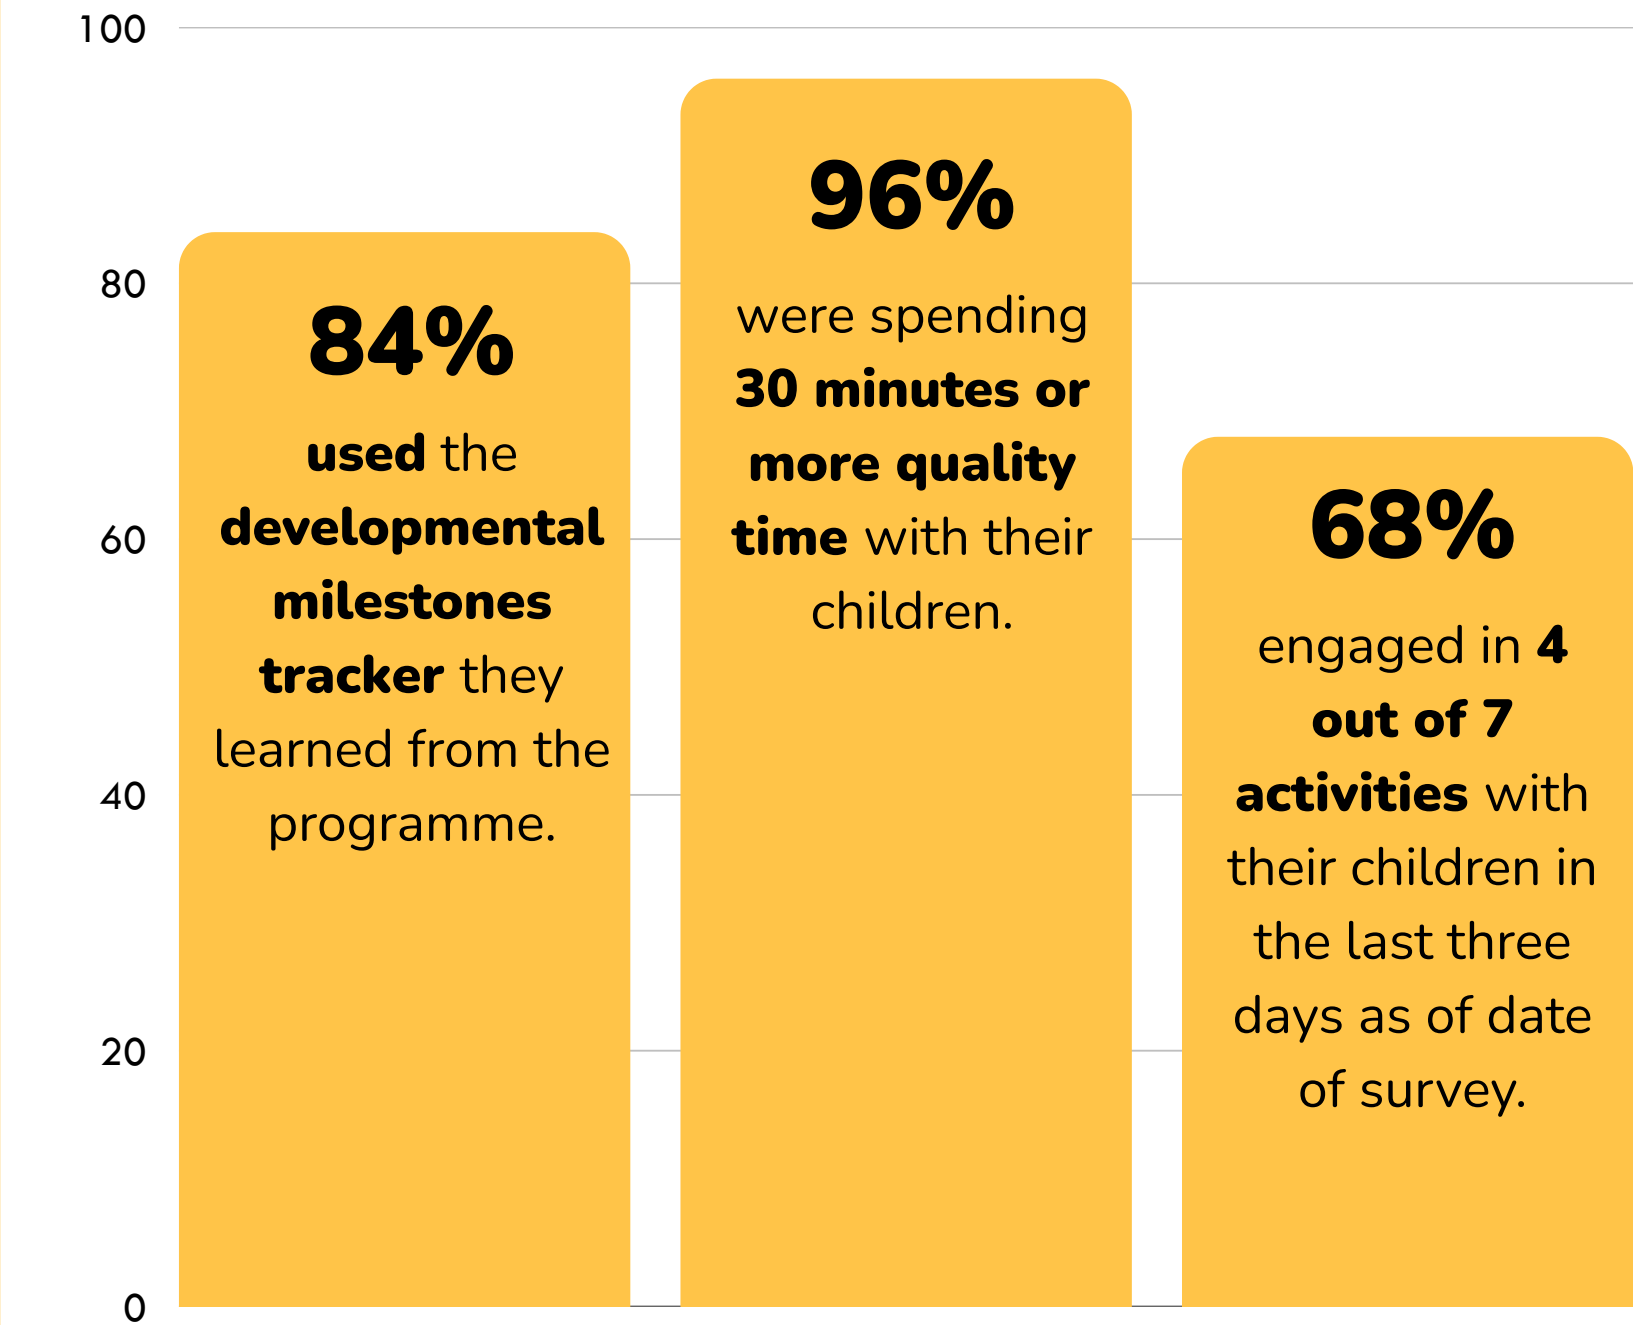 100
80
60
40
20
0
84%
used the
developmental
milestones
tracker they
learned from the
programme.
96%
were spending
30 minutes or
more quality
time with their
children.
68%
engaged in 4
out of 7
activities with
their children in
the last three
days as of date
of survey.